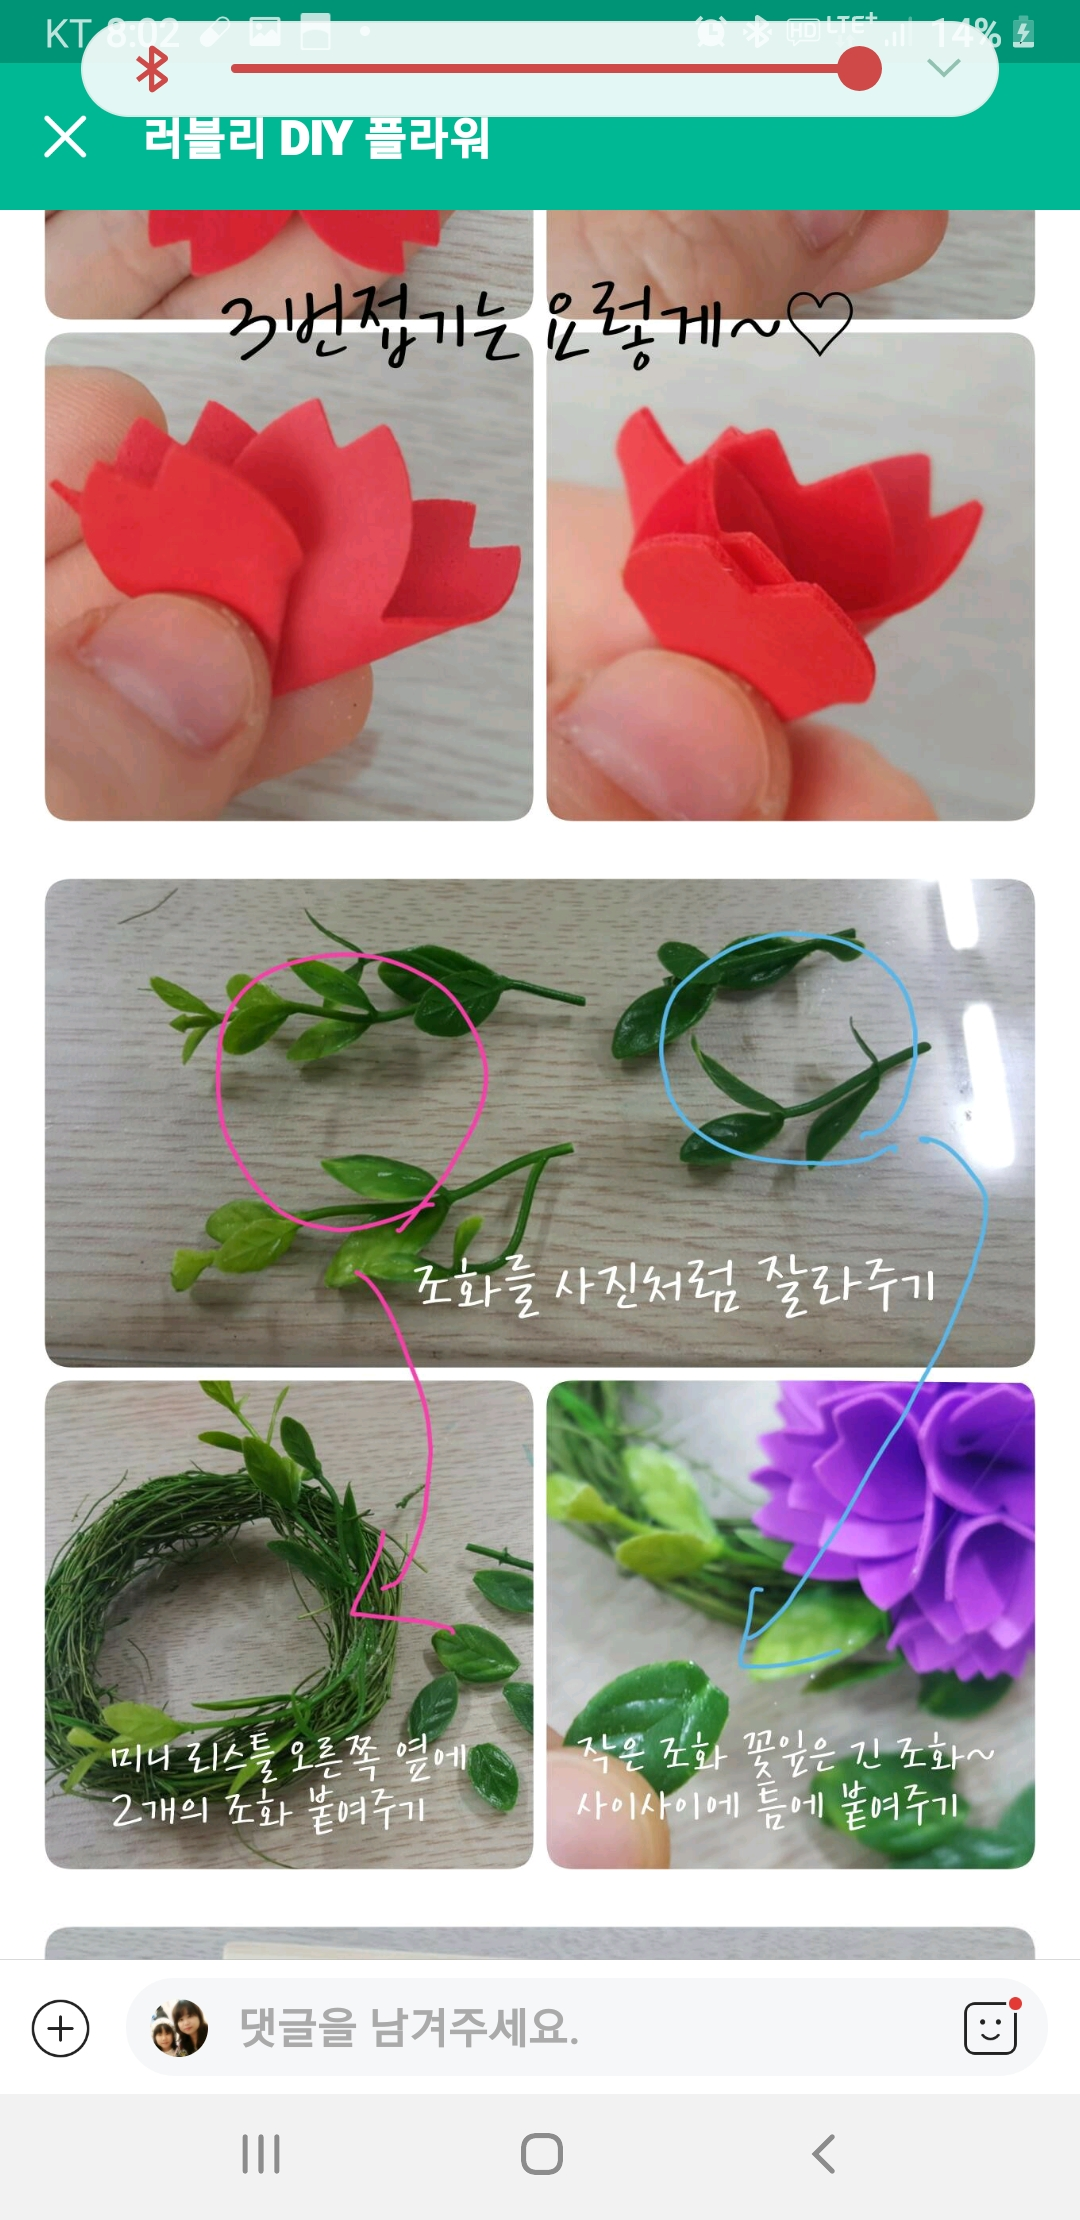 KT 8:02
HD LTE+ 14%
러블리 DIY 플라워
3번접기는 요렇게~♡
조화를 사진처럼 잘라주기
미니 리스틀 오른쪽 옆에
2개의 조화 붙여주기
작은 조화 꽃잎은 긴 조화~
사이사이에 틈에 붙여주기
댓글을 남겨주세요.